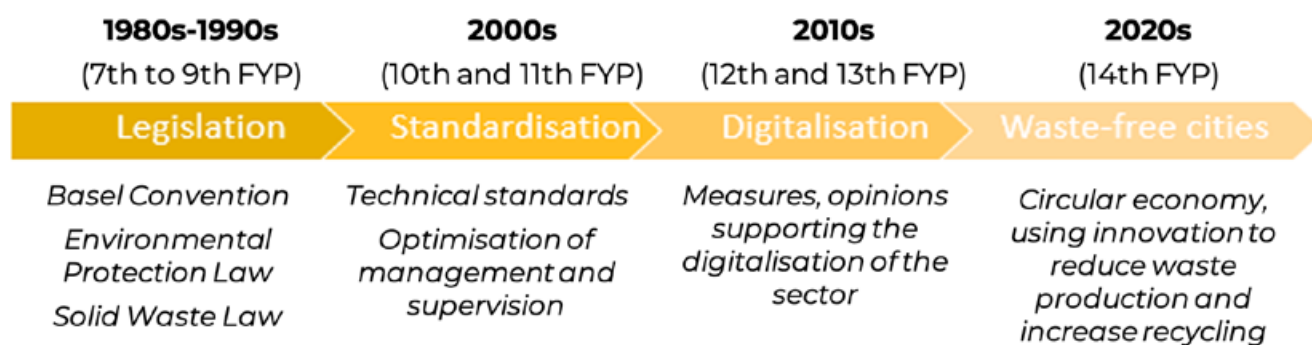 1980s-1990s
(7th to 9th FYP)
Legislation
Basel Convention
Environmental
Protection Law
Solid Waste Law
2000s
(10th and 11th FYP)
Standardisation
Technical standards
Optimisation of
management and
supervision
2010s
(12th and 13th FYP)
Digitalisation
Measures, opinions
supporting the
digitalisation of the
sector
2020s
(14th FYP)
Waste-free cities
Circular economy,
using innovation to
reduce waste
production and
increase recycling